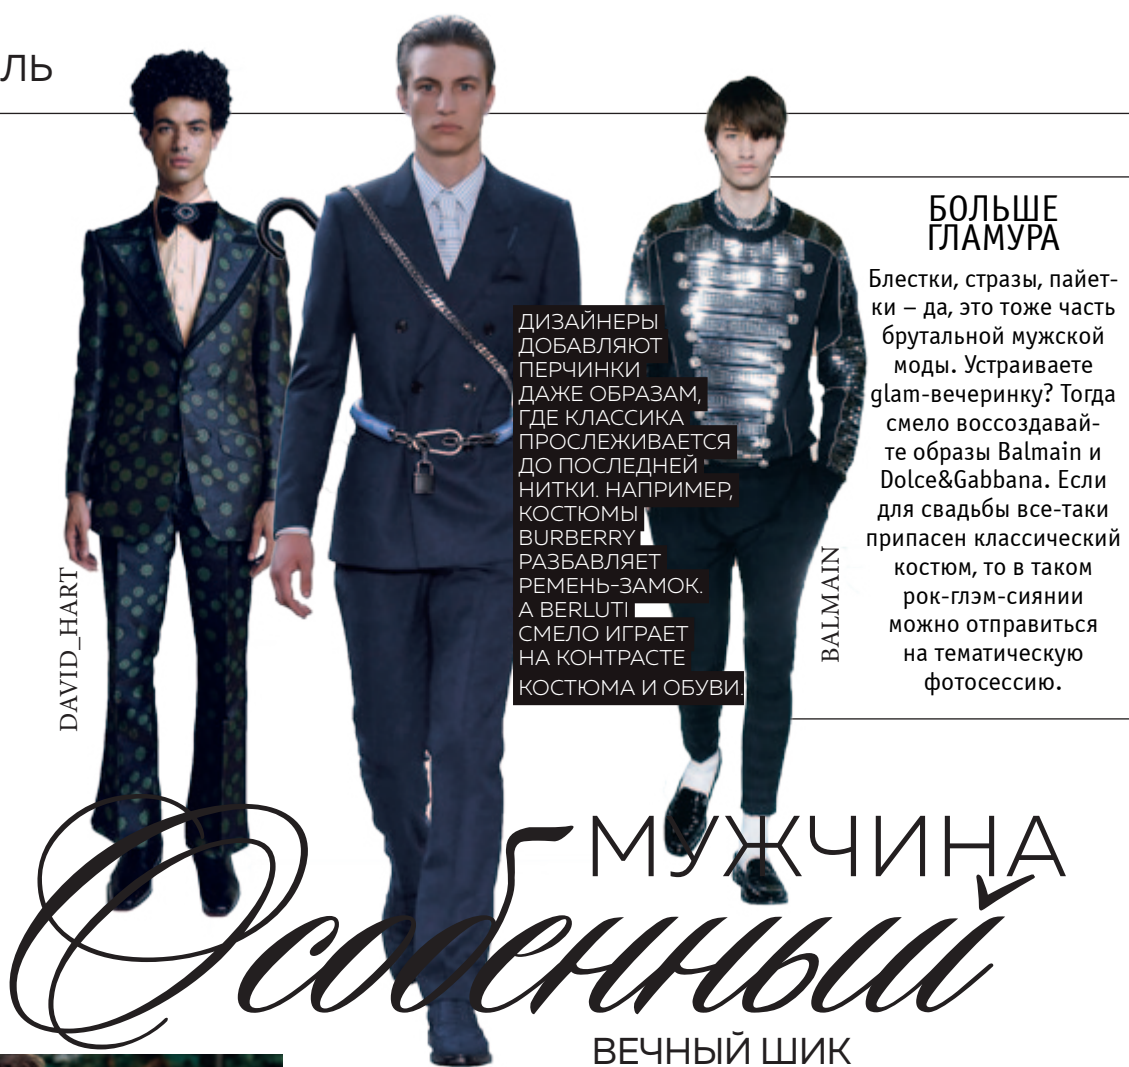 ЛЬ
БОЛЬШЕ
ГЛАМУРА
Блестки, стразы, пайет-
ки – да, это тоже часть
брутальной мужской
моды. Устраиваете
glam-вечеринку? Тогда
смело воссоздавай-
те образы Balmain и
Dolce&Gabbana. Если
для свадьбы все-таки
припасен классический
костюм, то в таком
рок-глэм-сиянии
можно отправиться
на тематическую
фотосессию.
ДИЗАЙНЕРЫ
ДОБАВЛЯЮТ
ПЕРЧИНКИ
ДАЖЕ ОБРАЗАМ,
ГДЕ КЛАССИКА
ПРОСЛЕЖИВАЕТСЯ
ДО ПОСЛЕДНЕЙ
НИТКИ. НАПРИМЕР,
КОСТЮМЫ
BURBERRY
РАЗБАВЛЯЕТ
РЕМЕНЬ-ЗАМОК.
А BERLUTI
СМЕЛО ИГРАЕТ
НА КОНТРАСТЕ
КОСТЮМА И ОБУВИ.
DAVID_HART
BALMAIN
МУЖЧИНА
Особенный
ВЕЧНЫЙ ШИК